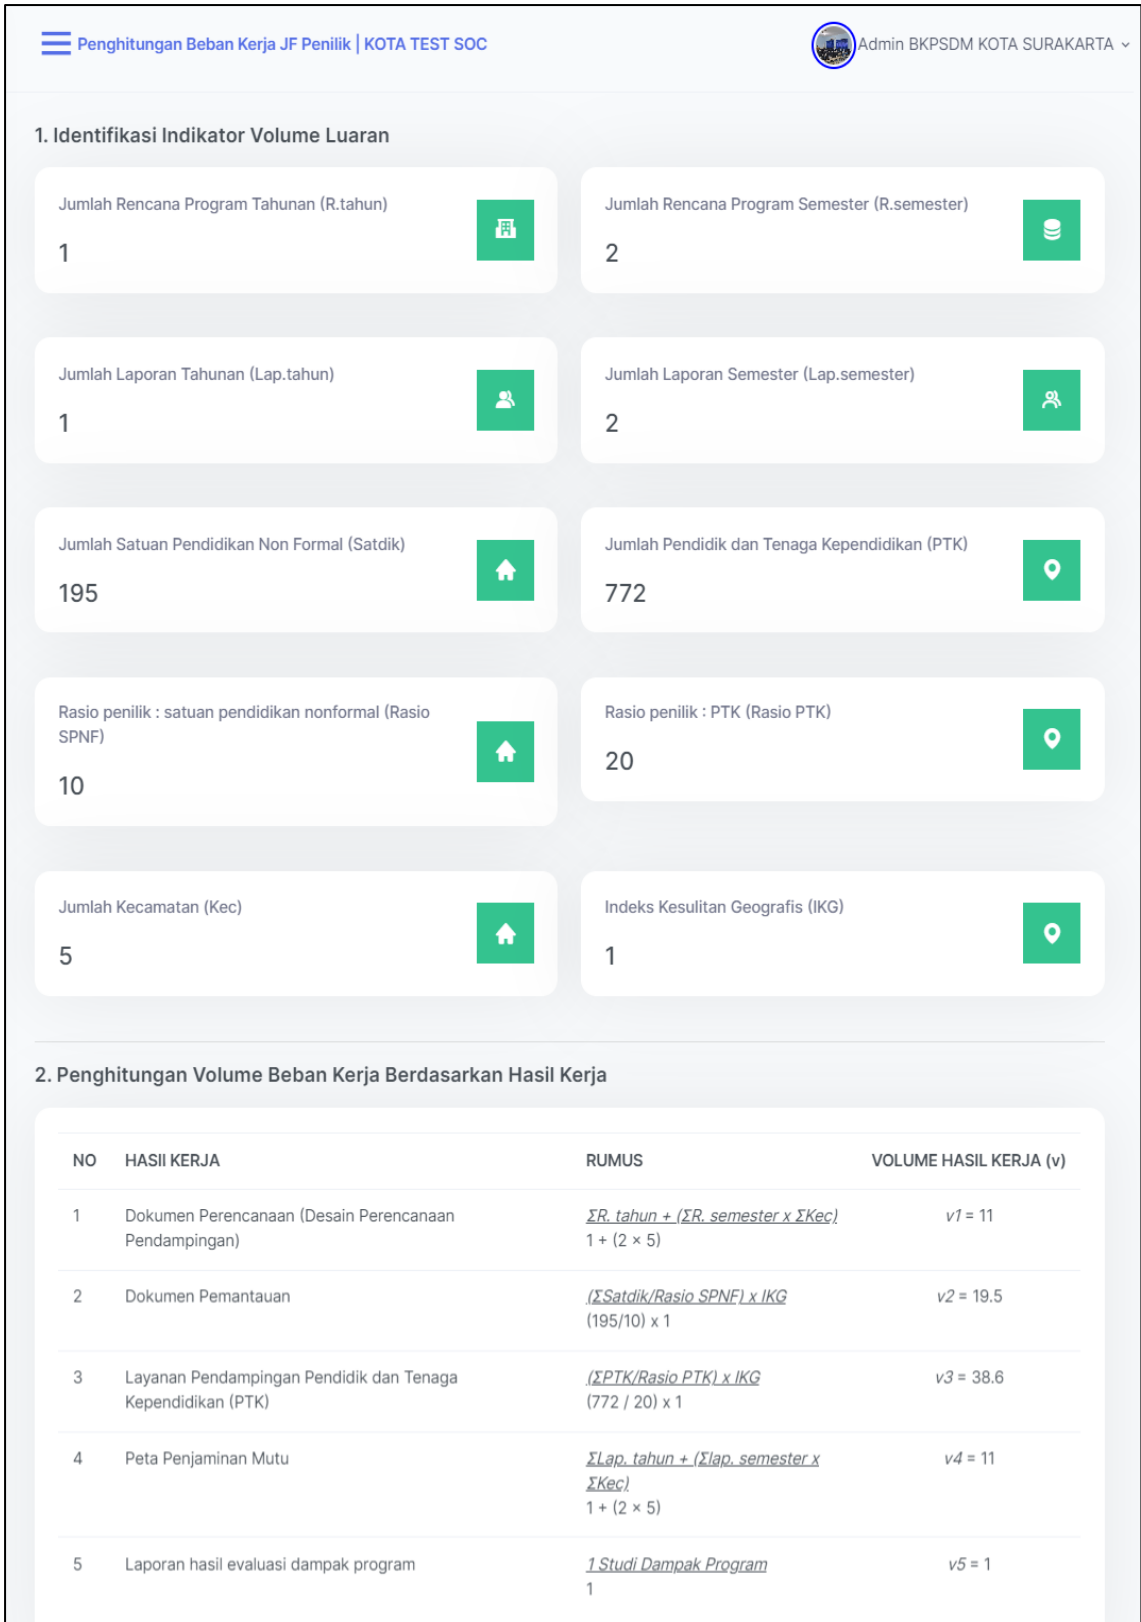 Penghitungan Beban Kerja JF Penilik | KOTA TEST SOC
Admin BKPSDM KOTA SURAKARTA
1. Identifikasi Indikator Volume Luaran
Jumlah Rencana Program Tahunan (R.tahun)
1
Jumlah Rencana Program Semester (R.semester)
2
Jumlah Laporan Tahunan (Lap.tahun)
1
Jumlah Laporan Semester (Lap.semester)
2
Jumlah Satuan Pendidikan Non Formal (Satdik)
195
Jumlah Pendidik dan Tenaga Kependidikan (PTK)
772
Rasio penilik : satuan pendidikan nonformal (Rasio
SPNF)
10
Rasio penilik : PTK (Rasio PTK)
20
Jumlah Kecamatan (Kec)
5
Indeks Kesulitan Geografis (IKG)
1
2. Penghitungan Volume Beban Kerja Berdasarkan Hasil Kerja
NO HASIl KERJA RUMUS VOLUME HASIL KERJA (v)
1 Dokumen Perencanaan (Desain Perencanaan ΣR. tahun + (ΣR. semester x ΣKec) v1 = 11
Pendampingan) 1 + (2 × 5)
2 Dokumen Pemantauan (ΣSatdik/Rasio SPNF) x IKG v2 = 19.5
(195/10) x 1
3 Layanan Pendampingan Pendidik dan Tenaga (ΣPTK/Rasio PTK) x IKG v3 = 38.6
Kependidikan (PTK) (772 / 20) x 1
4 Peta Penjaminan Mutu ΣLap. tahun + (Σlap. semester x v4 = 11
ΣKec)
1 + (2 × 5)
5 Laporan hasil evaluasi dampak program 1 Studi Dampak Program v5 = 1
1